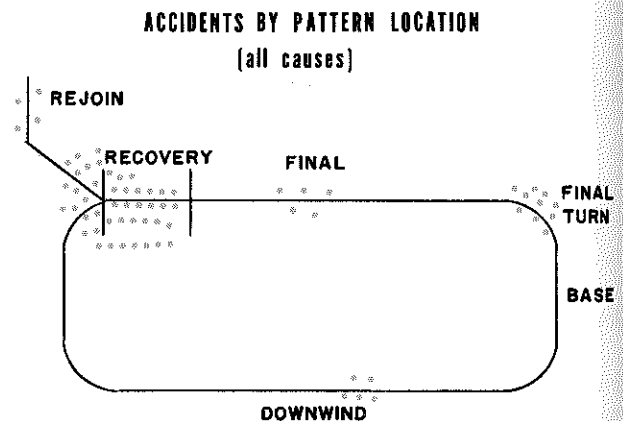 ACCIDENTS BY PATTERN LOCATION
(all causes)
REJOIN
RECOVERY
FINAL
FINAL
TURN
BASE
DOWNWIND